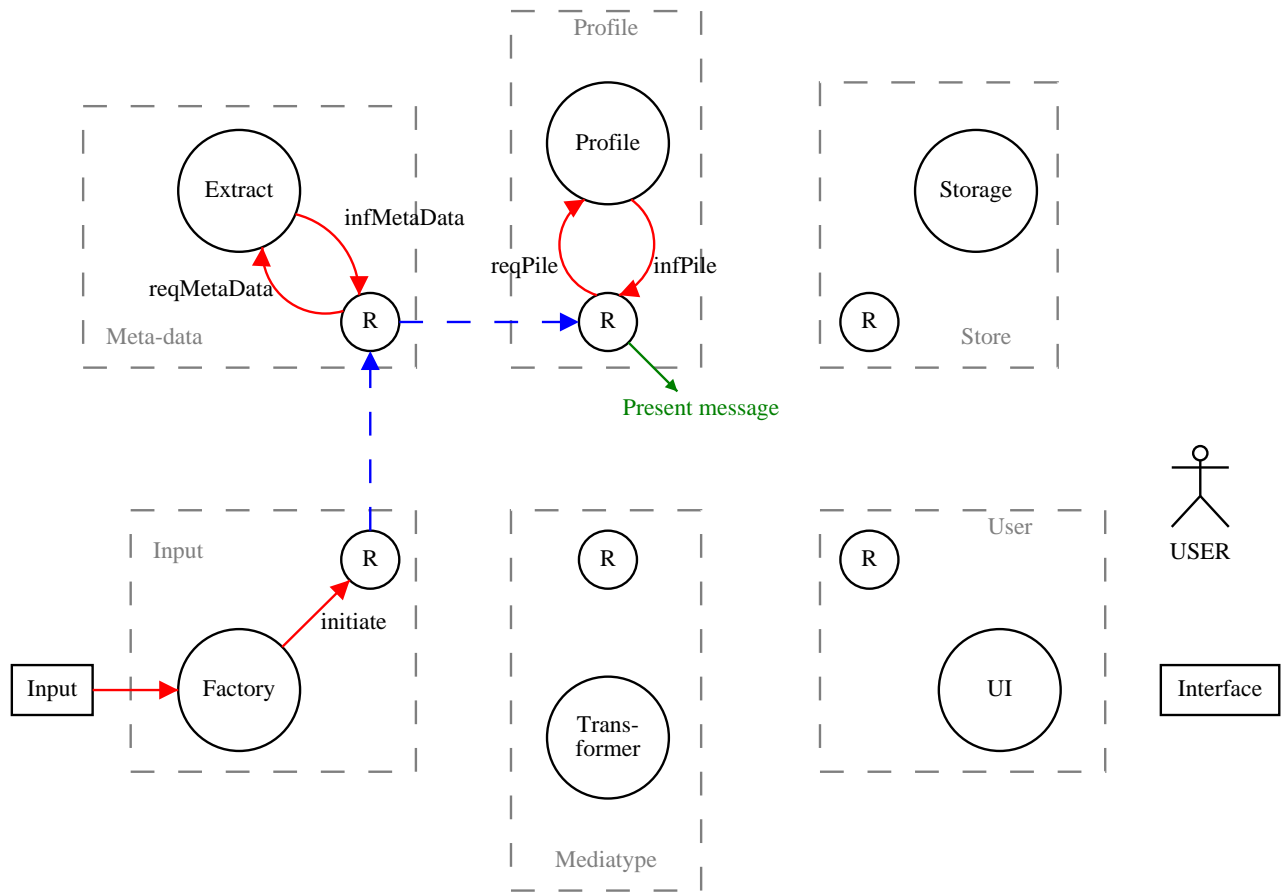 Profile
Profile
Extract
Storage
infMetaData
reqPile
infPile
reqMetaData
R
R
R
Meta-data
Store
Present message
Input
R
R
R
User
USER
initiate
Input
Factory
UI
Interface
Trans-
former
Mediatype